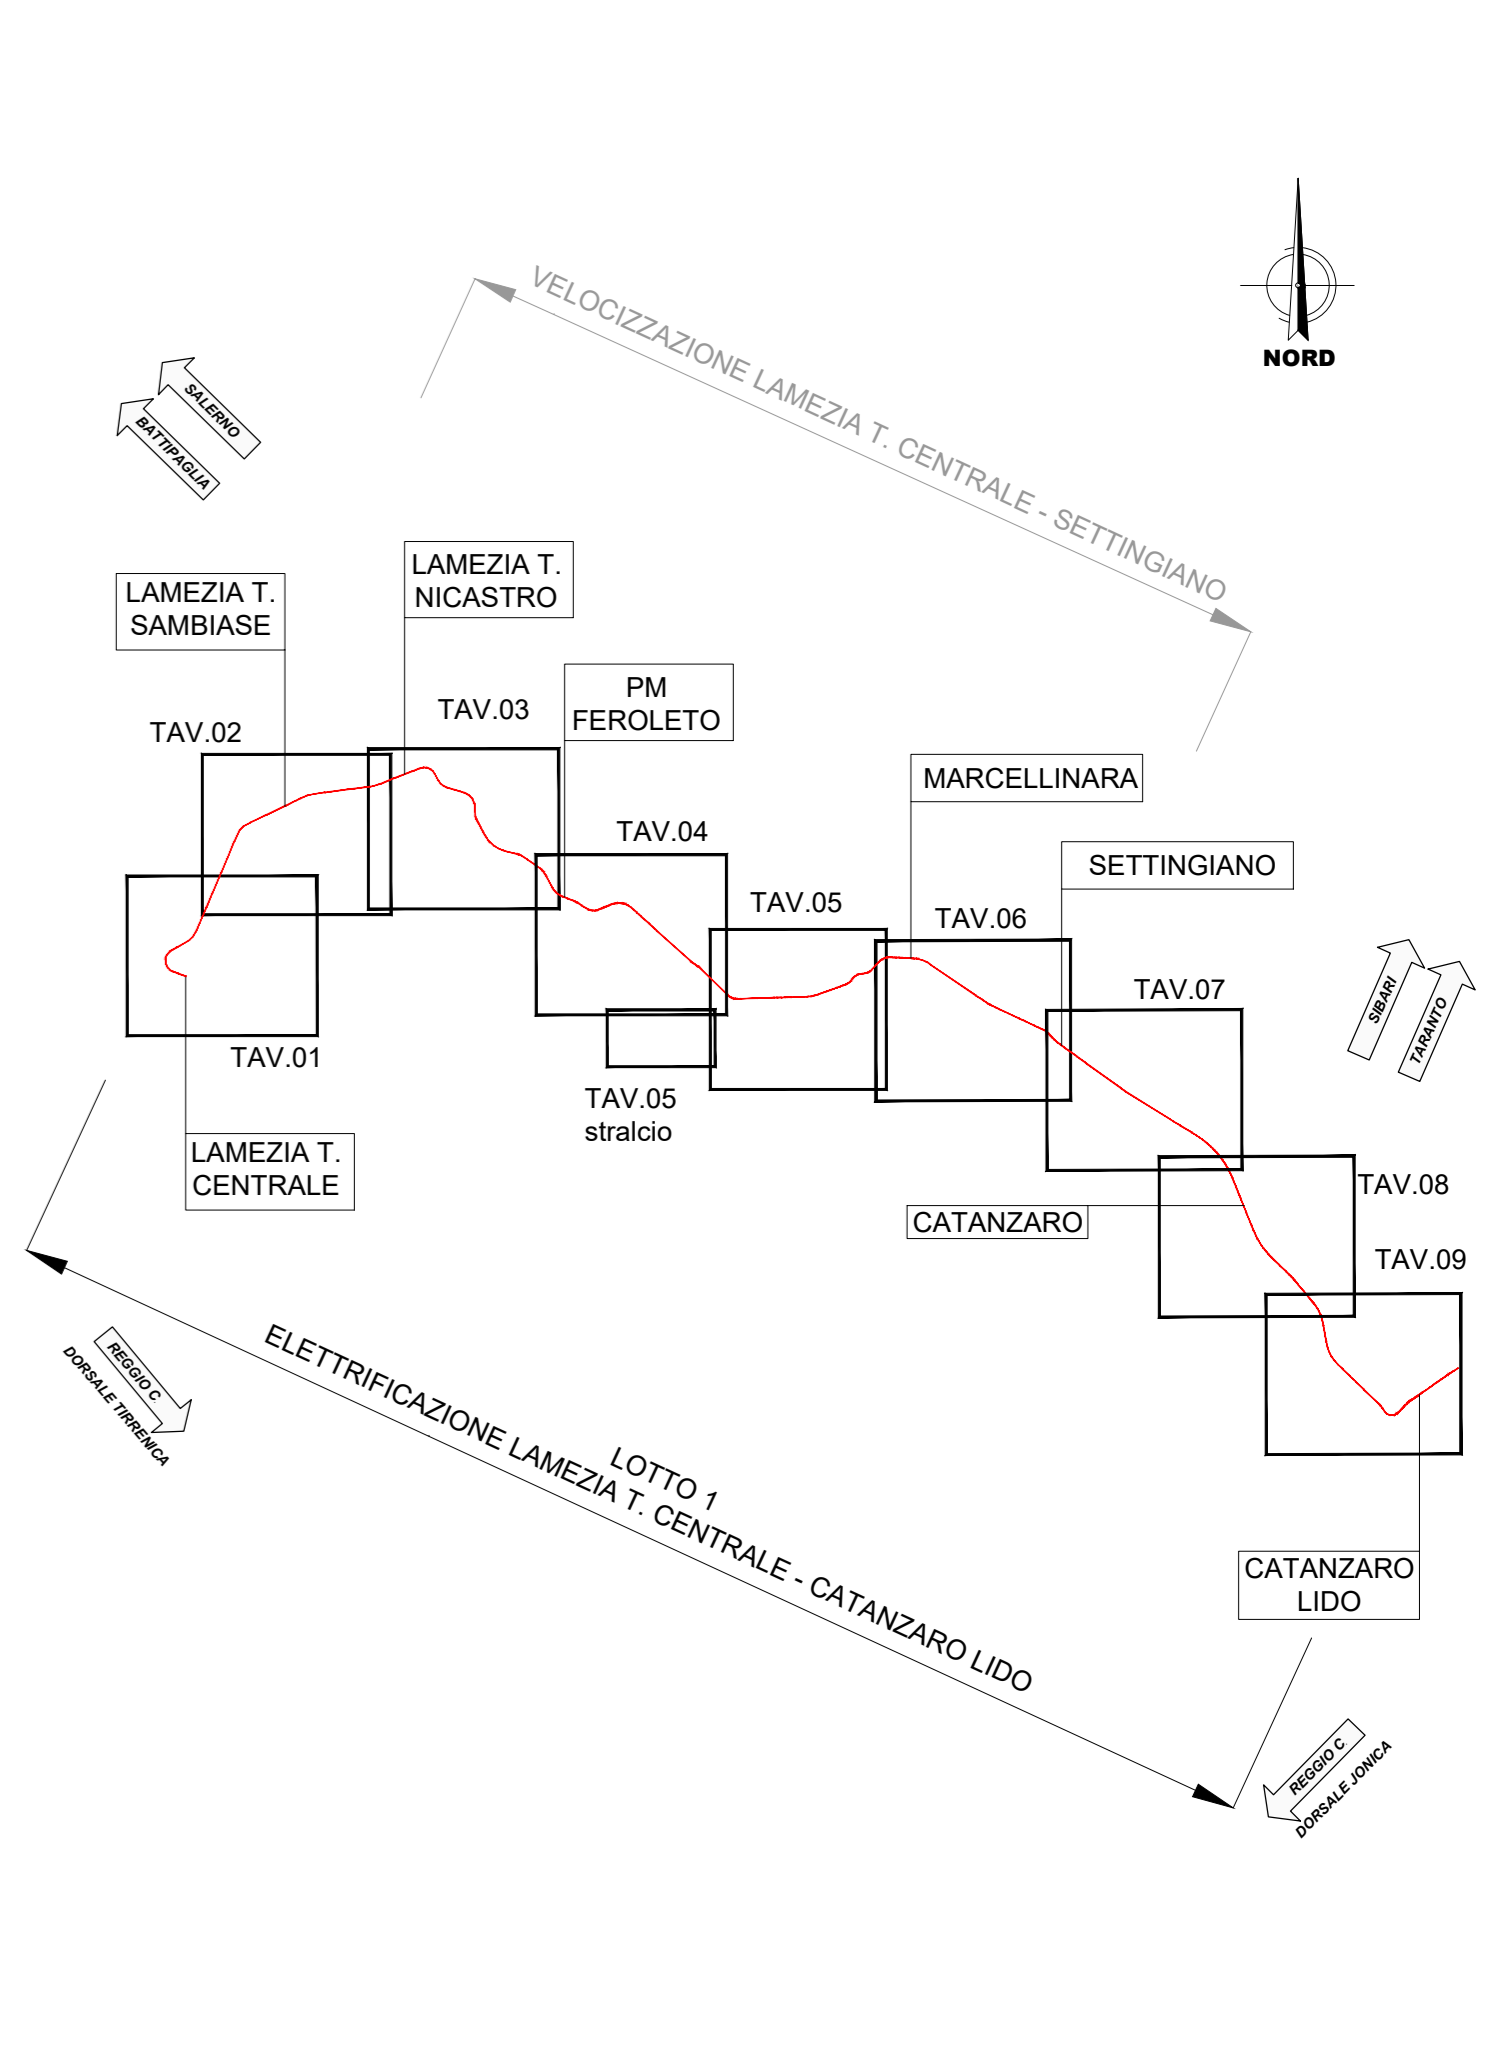 VELOCIZZAZIONE LAMEZIA T. CENTRALE - SETTINGIANO
NORD
SALERNO
BATTIPAGLIA
LAMEZIA T.
NICASTRO
LAMEZIA T.
SAMBIASE
PM
FEROLETO
TAV.03
TAV.02
MARCELLINARA
TAV.04
SETTINGIANO
TAV.05
TAV.06
TAV.07
SIBARI
TARANTO
TAV.01
TAV.05
stralcio
LAMEZIA T.
CENTRALE
TAV.08
CATANZARO
TAV.09
REGGIO C.
DORSALE TIRRENICA
LOTTO 1
ELETTRIFICAZIONE LAMEZIA T. CENTRALE - CATANZARO LIDO
CATANZARO
LIDO
REGGIO C.
DORSALE JONICA